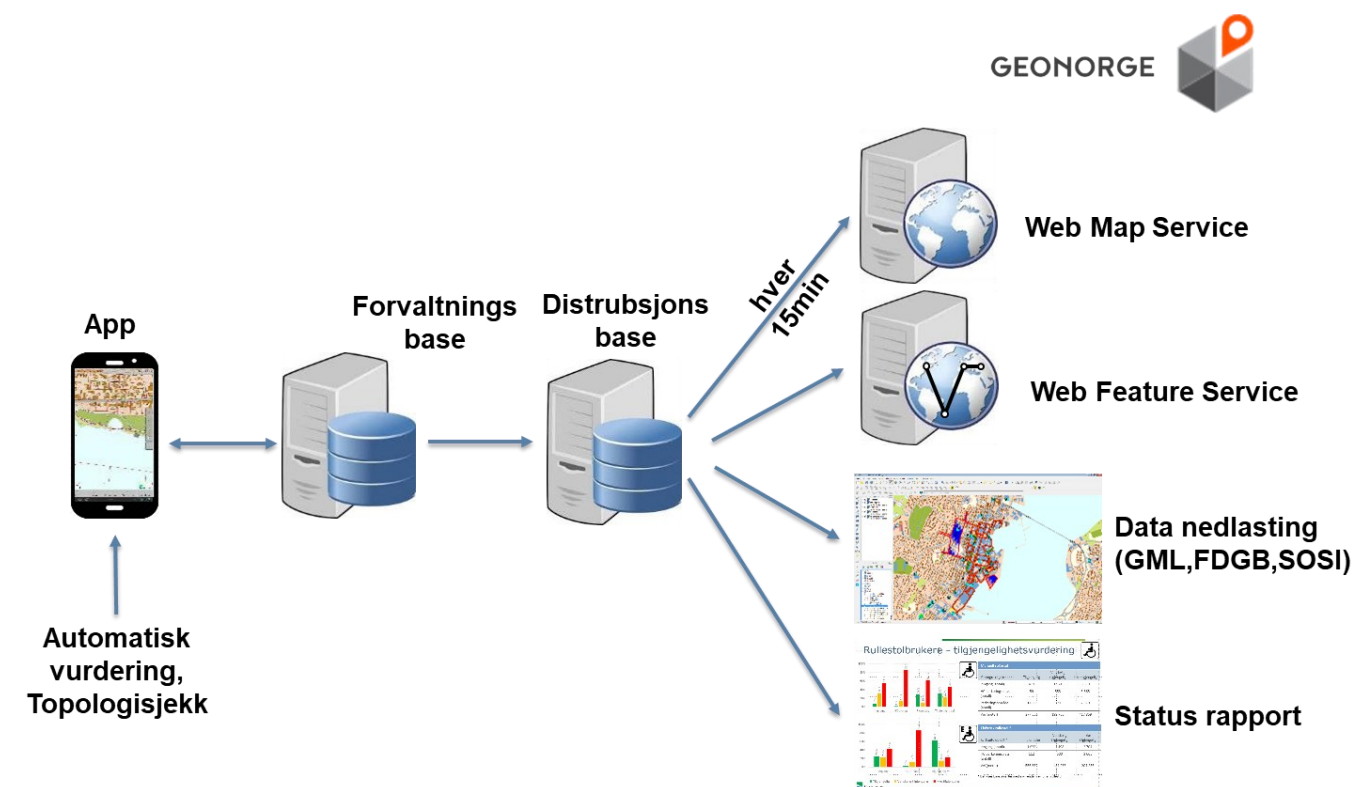 GEONORGE
Web Map Service
hver
15min
Forvaltnings
base
Distrubsjons
base
App
Web Feature Service
Data nedlasting
(GML,FDGB,SOSI)
Automatisk
vurdering,
Topologisjekk
Rullestolbrukere – tilgjengelighetsvurdering
Status rapport